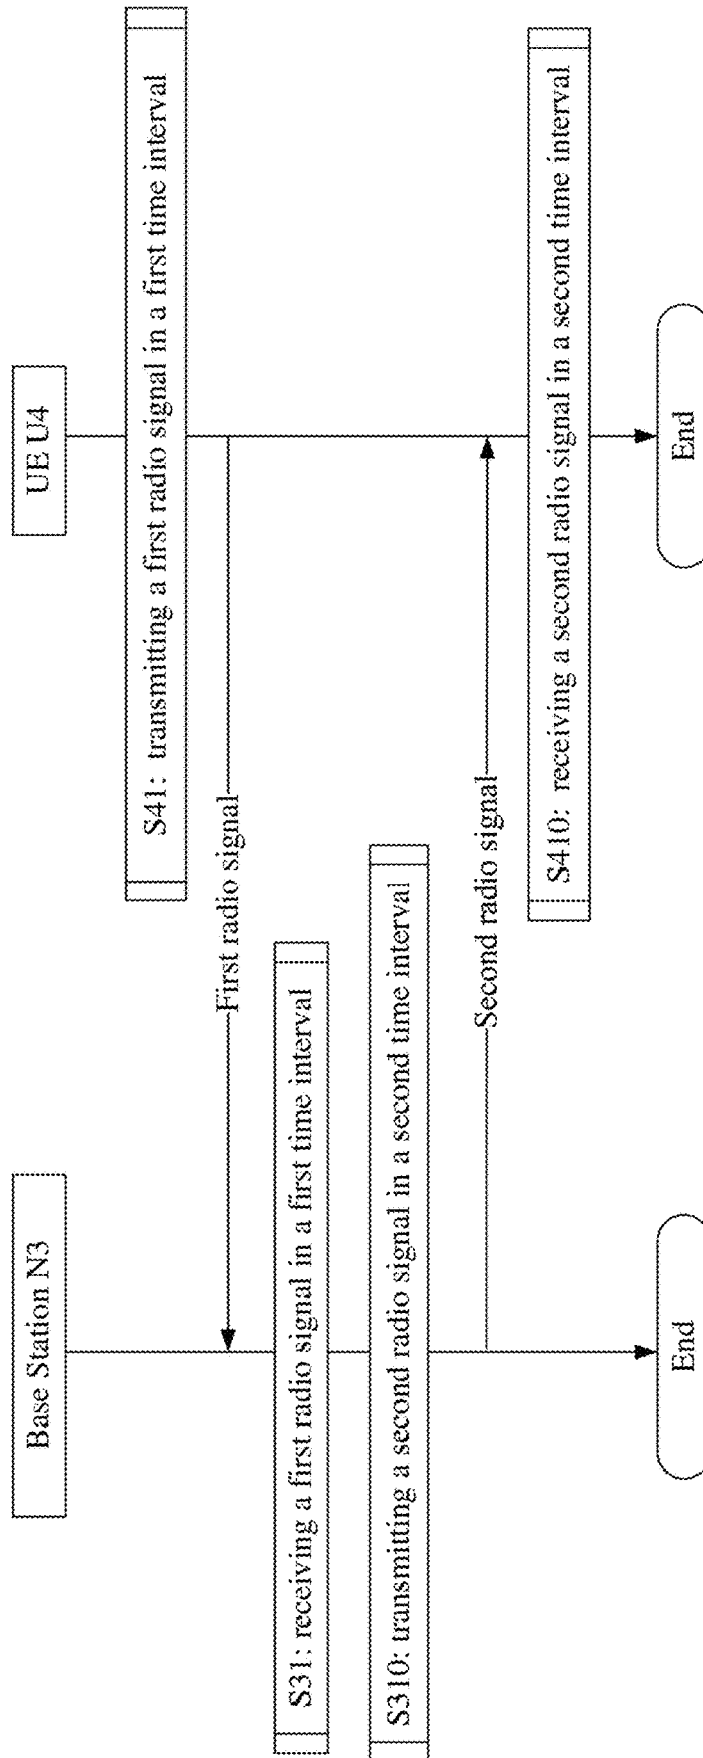 Base Station N3
UE U4
S41: transmitting a first radio signal in a first time interval
First radio signal
S31: receiving a first radio signal in a first time interval
S310: transmitting a second radio signal in a second time interval
Second radio signal
S410: receiving a second radio signal in a second time interval
End
End